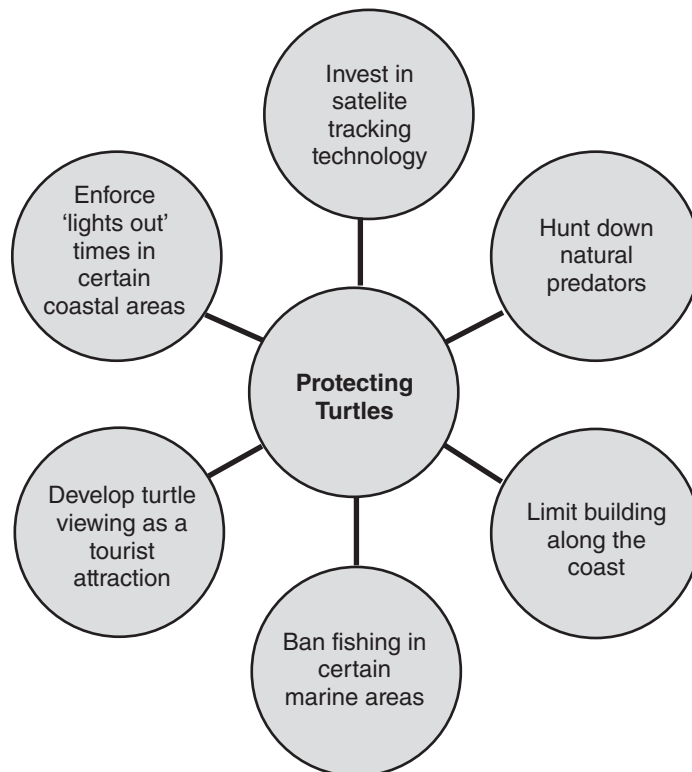 Invest in
satelite
tracking
technology
Enforce
‘lights out’
times in
certain
coastal areas
Hunt down
natural
predators
Protecting
Turtles
Develop turtle
viewing as a
tourist
attraction
Limit building
along the
coast
Ban fishing in
certain
marine areas